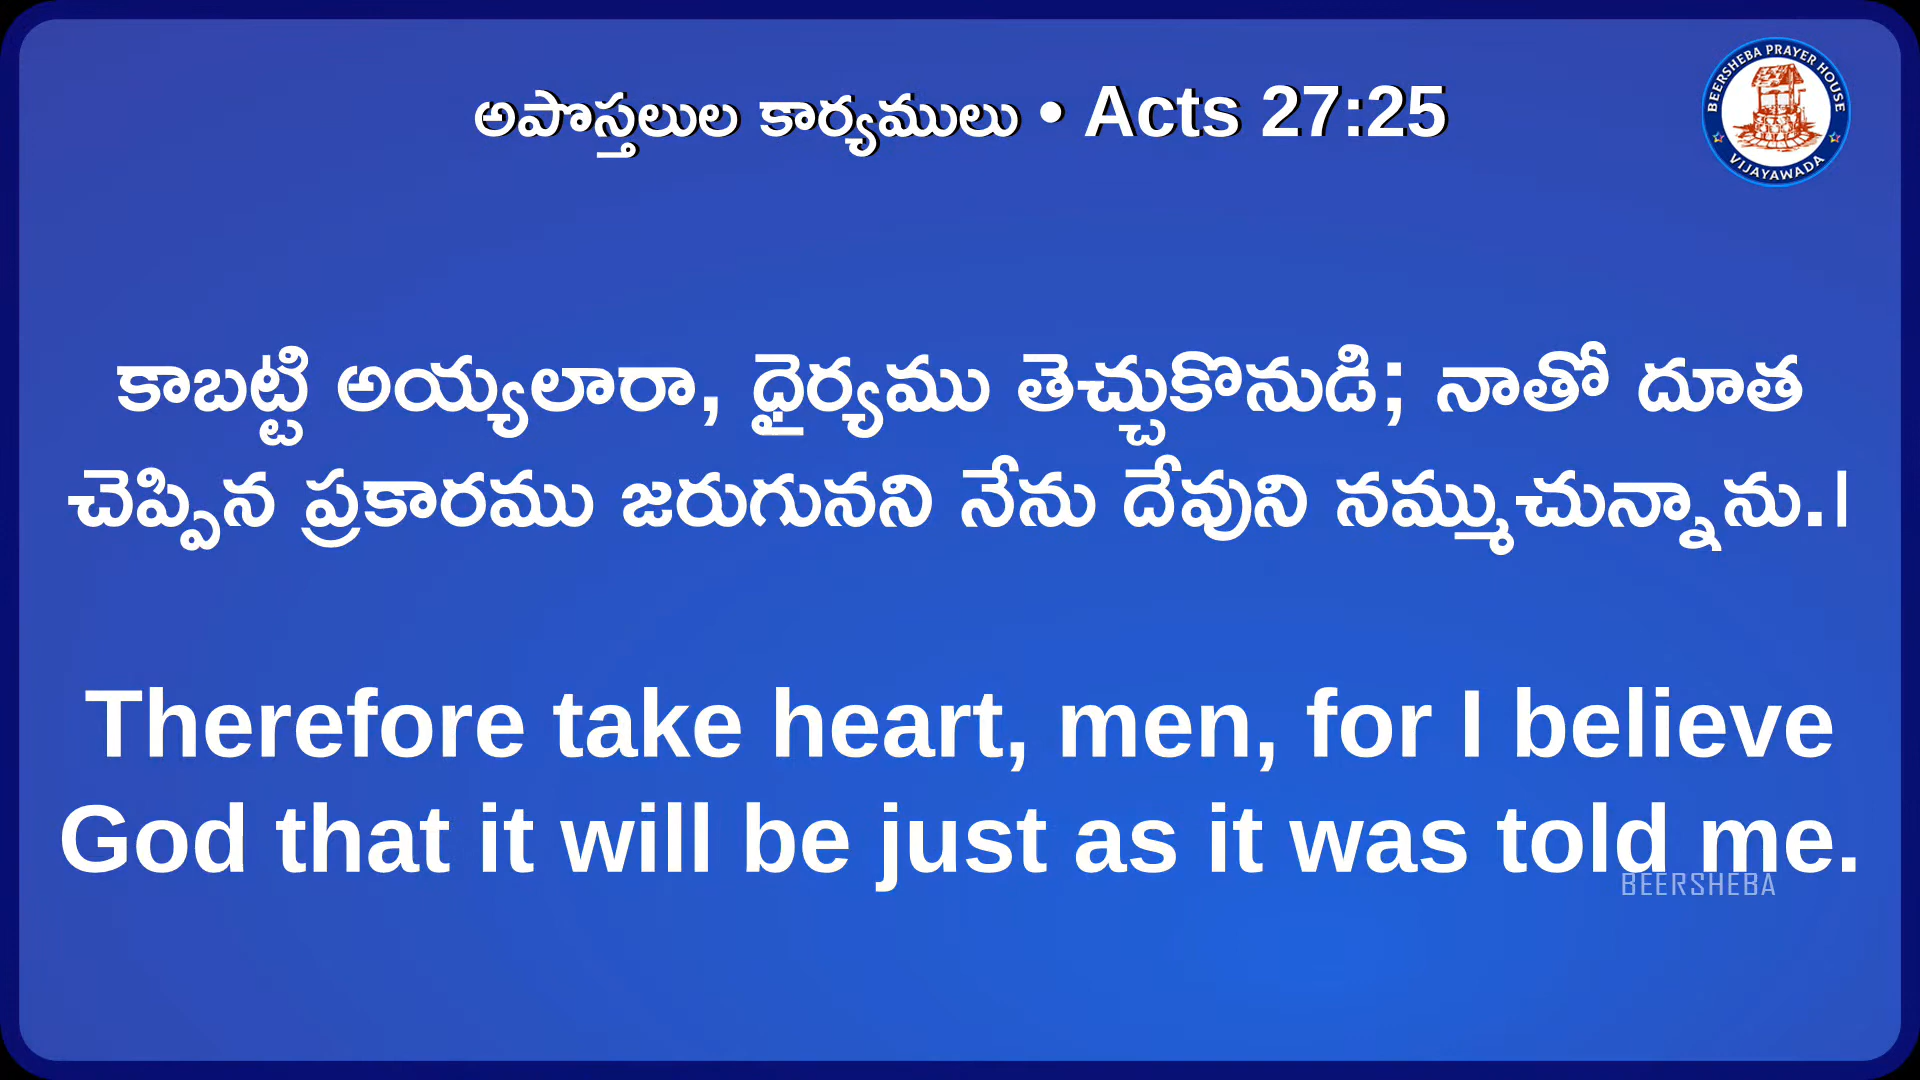 అపొస్తలుల కార్యములు • Acts 27:25
BEERSHEBA PRAYER HOUSE
VIJAYAWADA
కాబట్టి అయ్యలారా, ధైర్యము తెచ్చుకొనుడి; నాతో దూత
చెప్పిన ప్రకారము జరుగునని నేను దేవుని నమ్ముచున్నాను.|
Therefore take heart, men, for I believe
God that it will be just as it was told me.
BEERSHEBA